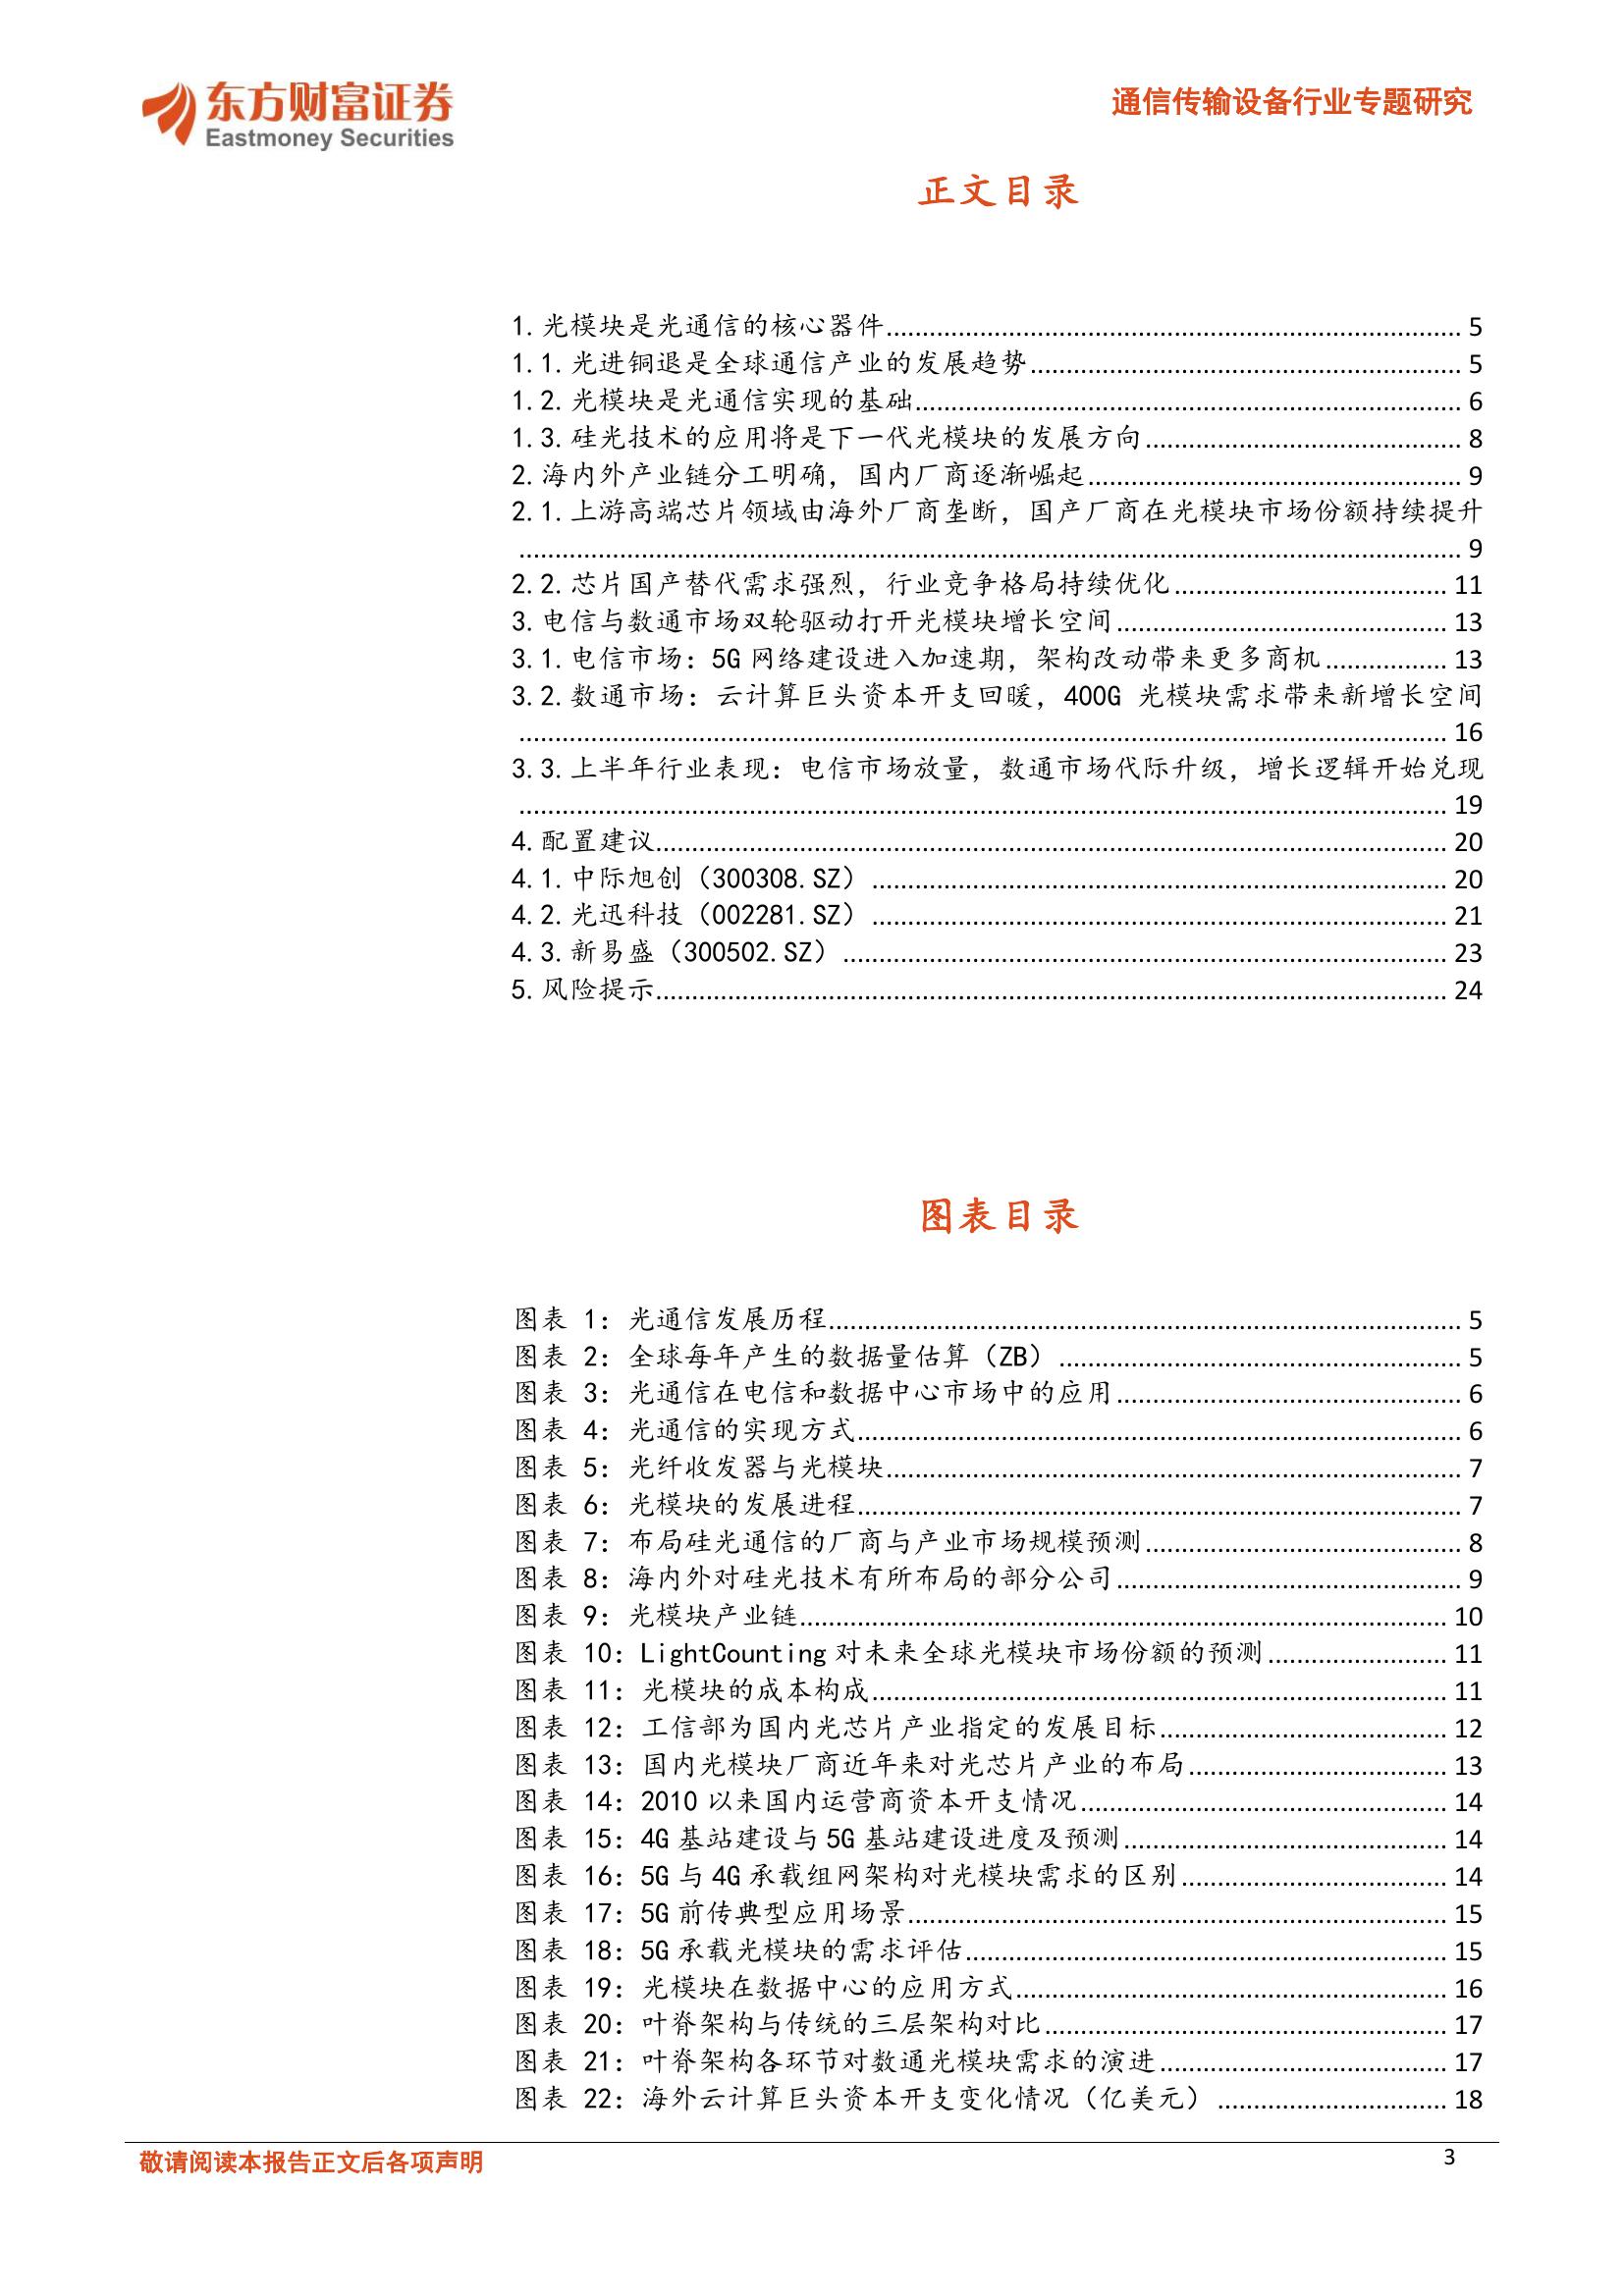 东方财富证券
Eastmoney Securities
通信传输设备行业专题研究
正文目录
1.光模块是光通信的核心器件........ 5
1.1.光进铜退是全球通信产业的发展趋势........ 5
1.2.光模块是光通信实现的基础........ 6
1.3.硅光技术的应用将是下一代光模块的发展方向........ 8
2.海内外产业链分工明确，国内厂商逐渐崛起........ 9
2.1.上游高端芯片领域由海外厂商垄断，国产厂商在光模块市场份额持续提升
........ 9
2.2.芯片国产替代需求强烈，行业竞争格局持续优化........ 11
3.电信与数通市场双轮驱动打开光模块增长空间........ 13
3.1.电信市场：5G网络建设进入加速期，架构改动带来更多商机........ 13
3.2.数通市场：云计算巨头资本开支回暖，400G 光模块需求带来新增长空间
........ 16
3.3.上半年行业表现：电信市场放量，数通市场代际升级，增长逻辑开始兑现
........ 19
4.配置建议........ 20
4.1.中际旭创（300308.SZ）........ 20
4.2.光迅科技（002281.SZ）........ 21
4.3.新易盛（300502.SZ）........ 23
5.风险提示........ 24
图表目录
图表 1：光通信发展历程........ 5
图表 2：全球每年产生的数据量估算（ZB）........ 5
图表 3：光通信在电信和数据中心市场中的应用........ 6
图表 4：光通信的实现方式........ 6
图表 5：光纤收发器与光模块........ 7
图表 6：光模块的发展进程........ 7
图表 7：布局硅光通信的厂商与产业市场规模预测........ 8
图表 8：海内外对硅光技术有所布局的部分公司........ 9
图表 9：光模块产业链........ 10
图表 10：LightCounting对未来全球光模块市场份额的预测........ 11
图表 11：光模块的成本构成........ 11
图表 12：工信部为国内光芯片产业指定的发展目标........ 12
图表 13：国内光模块厂商近年来对光芯片产业的布局........ 13
图表 14：2010以来国内运营商资本开支情况........ 14
图表 15：4G基站建设与5G基站建设进度及预测........ 14
图表 16：5G与4G承载组网架构对光模块需求的区别........ 14
图表 17：5G前传典型应用场景........ 15
图表 18：5G承载光模块的需求评估........ 15
图表 19：光模块在数据中心的应用方式........ 16
图表 20：叶脊架构与传统的三层架构对比........ 17
图表 21：叶脊架构各环节对数通光模块需求的演进........ 17
图表 22：海外云计算巨头资本开支变化情况（亿美元）........ 18
敬请阅读本报告正文后各项声明
3